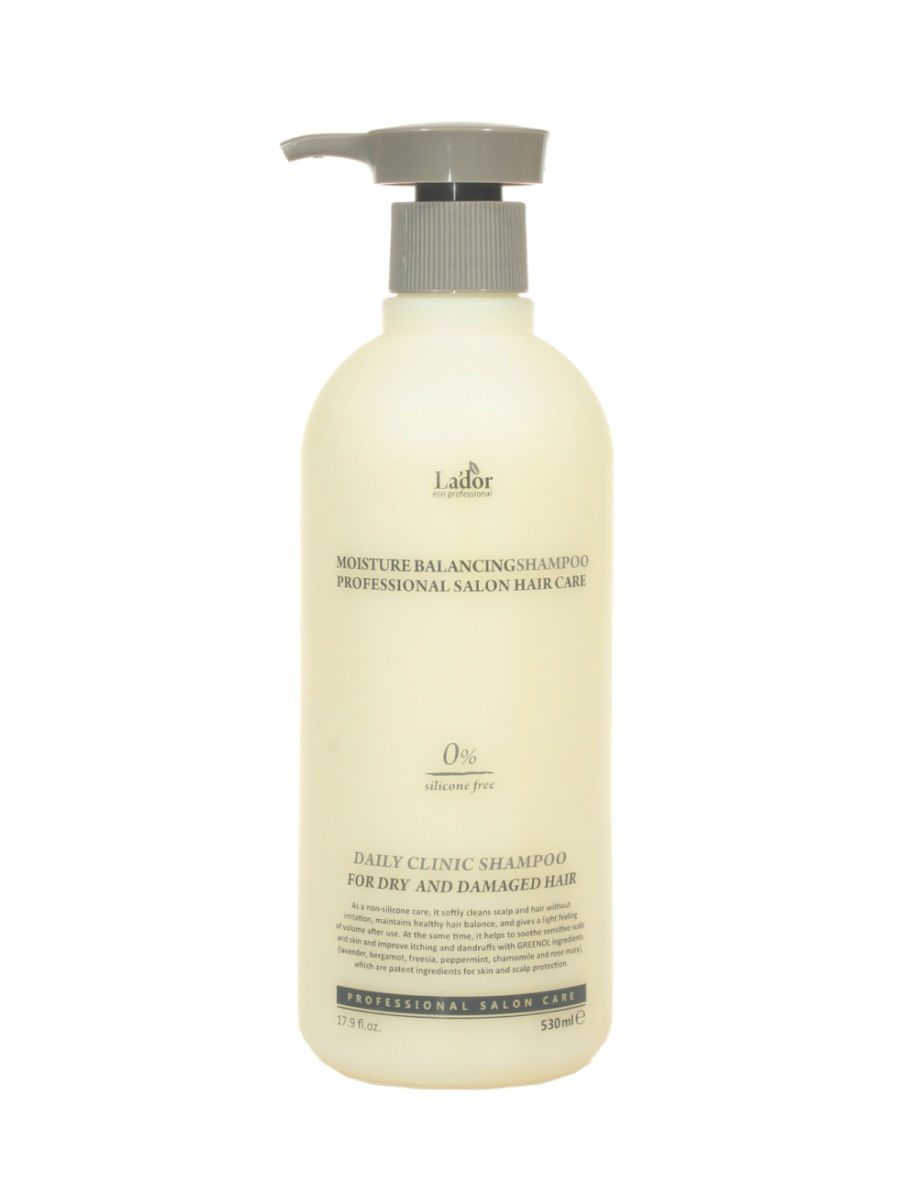 La'dor
eco professional
MOISTURE BALANCINGSHAMPOO
PROFESSIONAL SALON HAIR CARE
0%
silicone free
DAILY CLINIC SHAMPOO
FOR DRY AND DAMAGED HAIR
As a non-silicone care, it softly cleans scalp and hair without
irritation, maintains healthy hair balance, and gives a light feeling
of volume after use. At the same time, it helps to soothe sensitive scalp
and skin and improve itching and dandruffs with GREENOL ingredients
(lavender, bergamot, freesia, peppermint, chamomile and rose mary),
which are patent ingredients for skin and scalp protection.
PROFESSIONAL SALON CARE
17.9 fl.oz. 530ml ℮